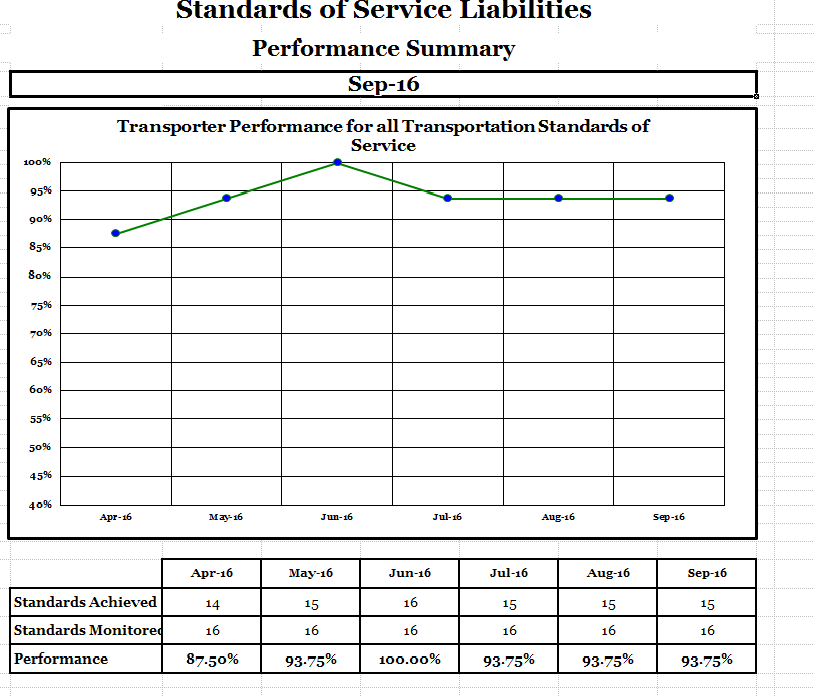 Standards of Service Liabilities
Performance Summary
Sep-16
Transporter Performance for all Transportation Standards of
Service
100%
95%
90%
85%
80%
75%
70%
65%
60%
55%
50%
45%
40%
Apr-16 May-16 Jun-16 Jul-16 Aug-16 Sep-16
Apr-16 May-16 Jun-16 Jul-16 Aug-16 Sep-16
Standards Achieved 14 15 16 15 15 15
Standards Monitored 16 16 16 16 16 16
Performance 87.50% 93.75% 100.00% 93.75% 93.75% 93.75%